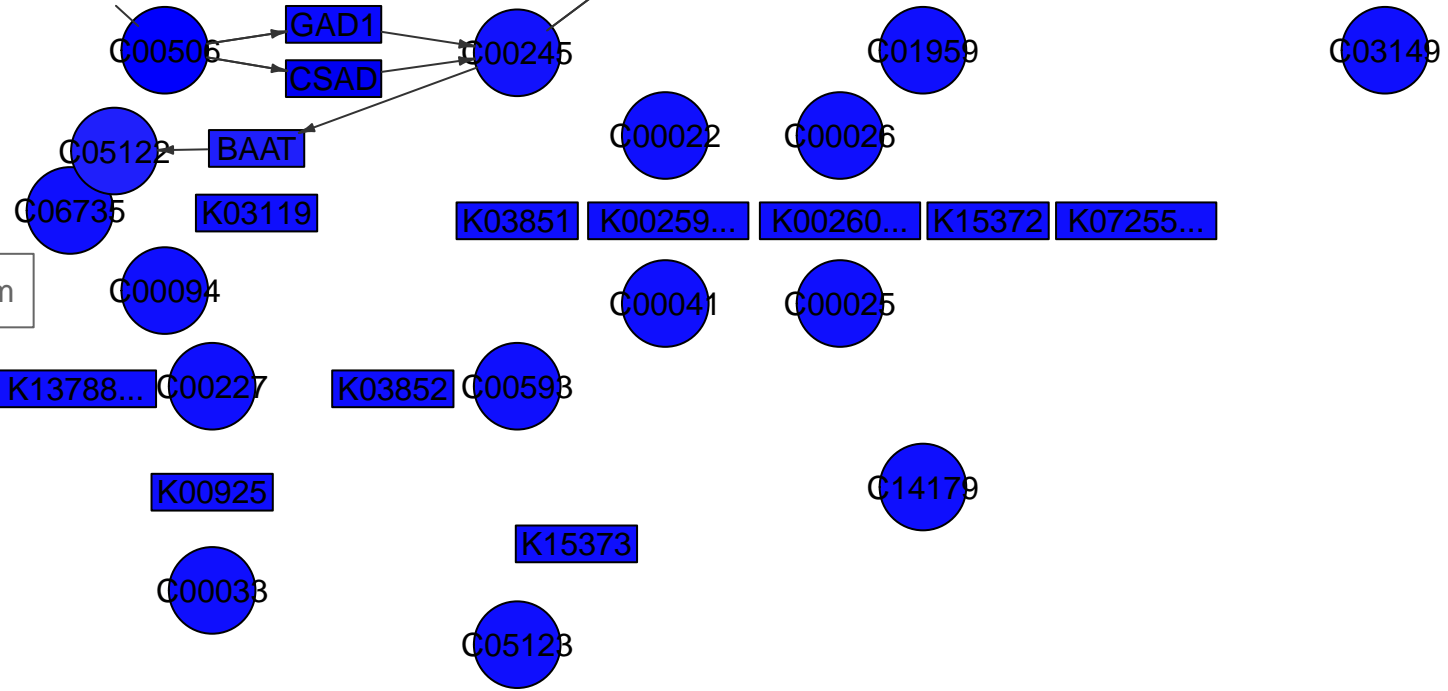 GAD1
C00506
C00245
C01959
C03149
CSAD
C00022
C00026
C05122
BAAT
C06735
K03119
K03851
K00259...
K00260...
K15372
K07255...
m
C00094
C00041
C00025
K13788...
C00227
K03852
C00593
K00925
C14179
K15373
C00033
C05123